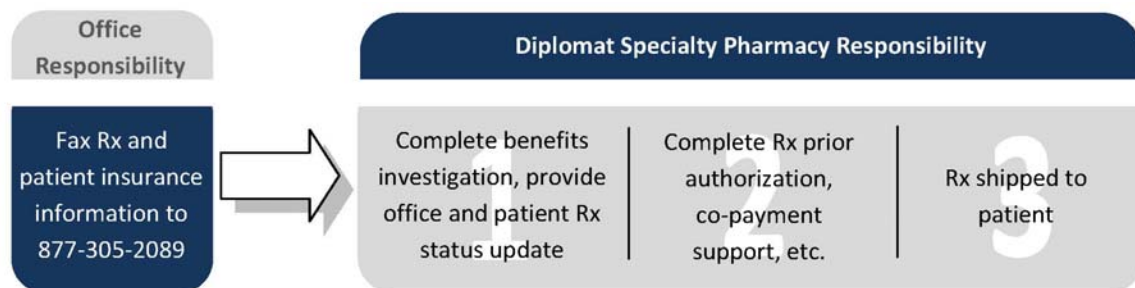 Office
Responsibility
Diplomat Specialty Pharmacy Responsibility
Fax Rx and
patient insurance
information to
877-305-2089
1
Complete benefits
investigation, provide
office and patient Rx
status update
2
Complete Rx prior
authorization,
co-payment
support, etc.
3
Rx shipped to
patient